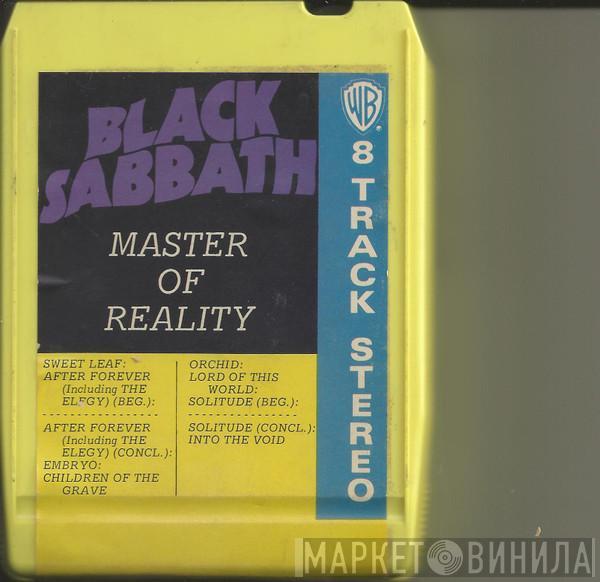 BLACK
SABBATH
MASTER
OF
REALITY
WB
8 TRACK STEREO
SWEET LEAF:
AFTER FOREVER
(Including THE
ELEGY) (BEG.):
AFTER FOREVER
(Including THE
ELEGY) (CONCL.):
EMBRYO:
CHILDREN OF THE
GRAVE
ORCHID:
LORD OF THIS
WORLD:
SOLITUDE (BEG.):
SOLITUDE (CONCL.):
INTO THE VOID
МАРКЕТ ВИНИЛА